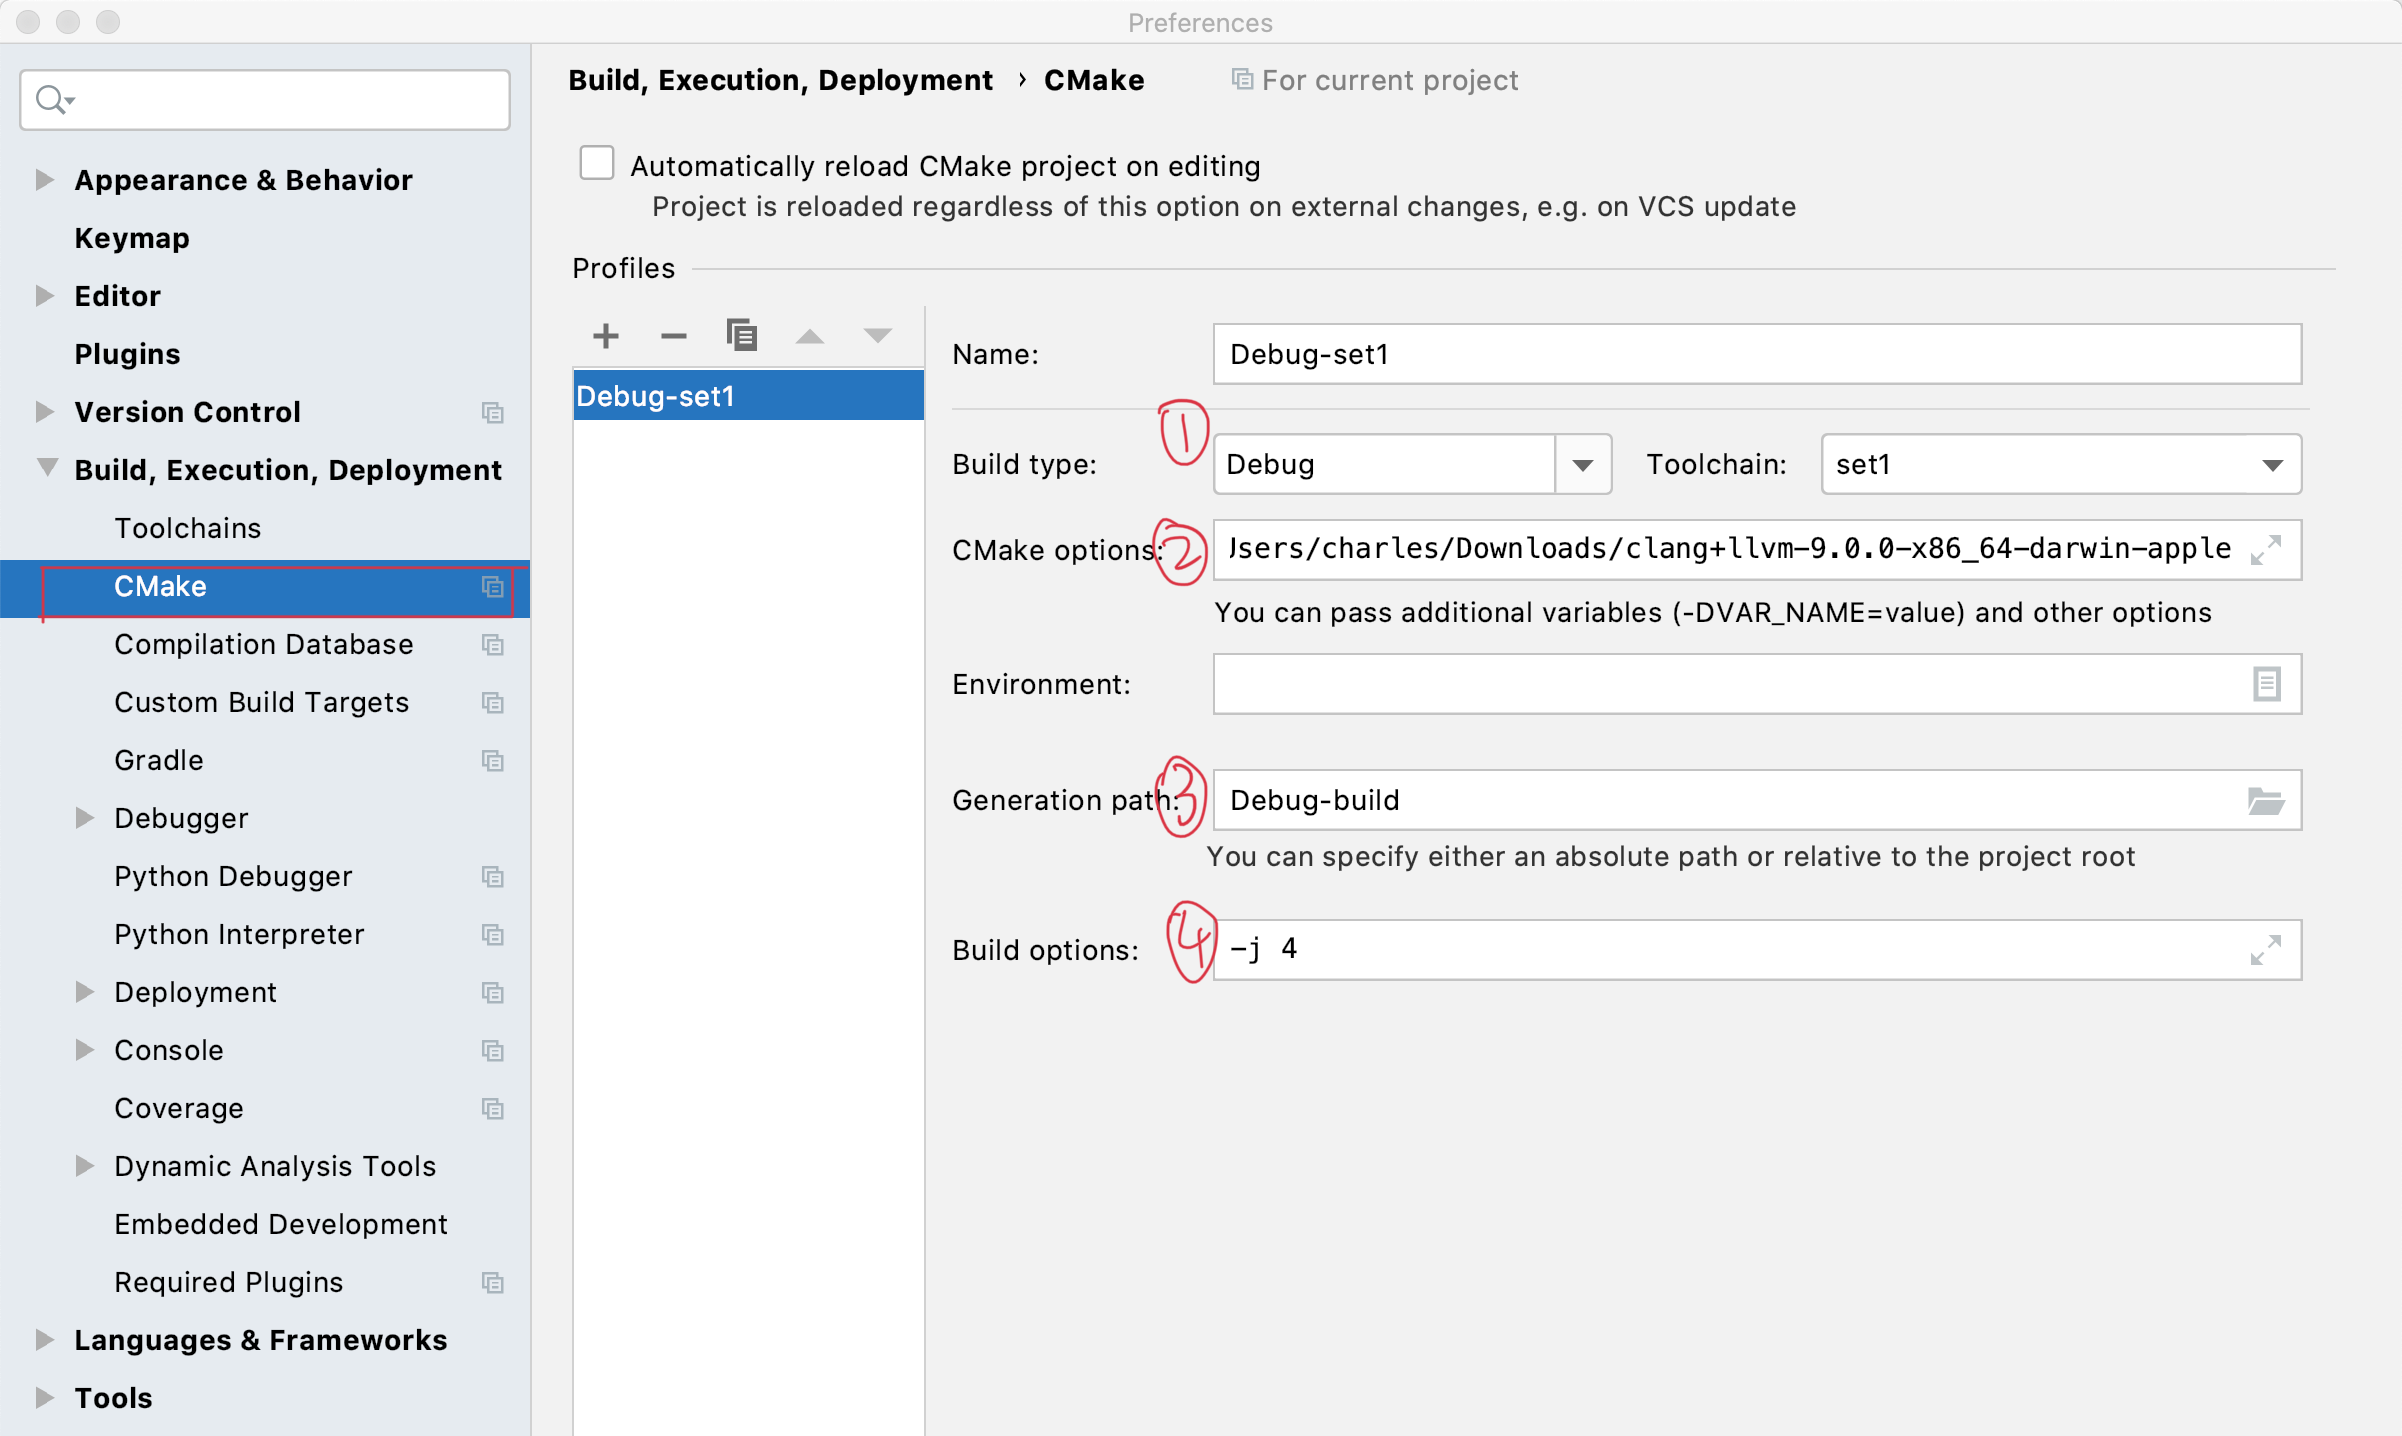 Preferences
Appearance & Behavior
Keymap
Editor
Plugins
Version Control
Build, Execution, Deployment
Toolchains
CMake
Compilation Database
Custom Build Targets
Gradle
Debugger
Python Debugger
Python Interpreter
Deployment
Console
Coverage
Dynamic Analysis Tools
Embedded Development
Required Plugins
Languages & Frameworks
Tools
Build, Execution, Deployment › CMake For current project
Automatically reload CMake project on editing
Project is reloaded regardless of this option on external changes, e.g. on VCS update
Profiles
Debug-set1
Name: Debug-set1
1
Build type: Debug Toolchain: set1
CMake options: 2 Users/charles/Downloads/clang+llvm-9.0.0-x86_64-darwin-apple
You can pass additional variables (-DVAR_NAME=value) and other options
Environment:
Generation path: 3 Debug-build
You can specify either an absolute path or relative to the project root
Build options: 4 -j 4